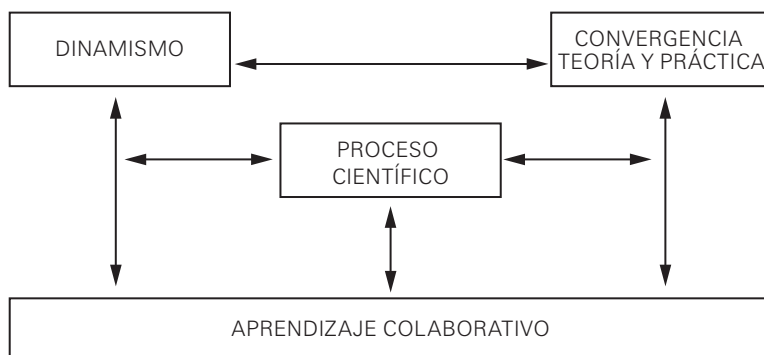 DINAMISMO
CONVERGENCIA
TEORÍA Y PRÁCTICA
PROCESO
CIENTÍFICO
APRENDIZAJE COLABORATIVO